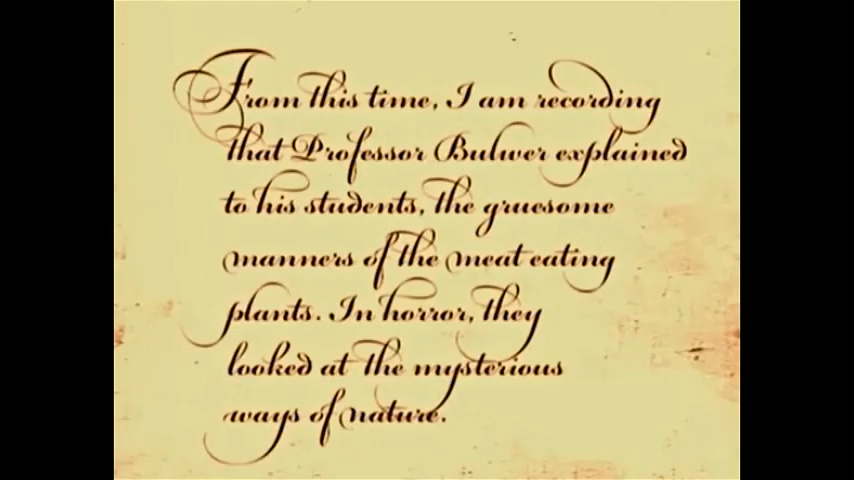 From this time, I am recording
that Professor Bulwer explained
to his students, the gruesome
manners of the meat eating
plants. In horror, they
looked at the mysterious
ways of nature.